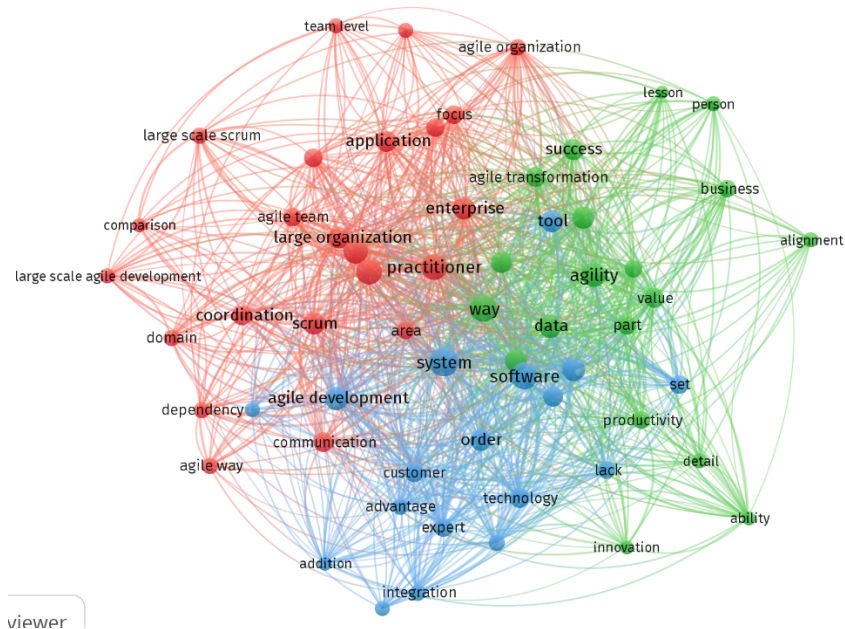 team level
agile organization
lesson
person
focus
large scale scrum
application
success
agile transformation
business
enterprise
agile team
tool
comparison
large organization
alignment
practitioner
large scale agile development
agility
value
way
coordination
scrum
area
data
part
domain
system
software
set
agile development
dependency
productivity
communication
order
agile way
customer
lack
detail
technology
advantage
expert
ability
innovation
addition
integration
viewer